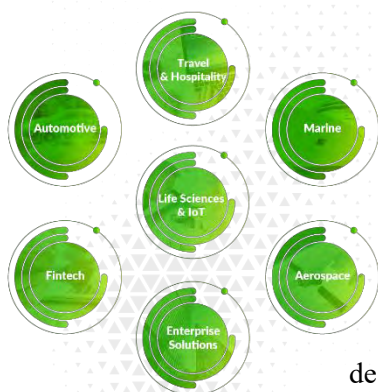 Travel
& Hospitality
Automotive
Marine
Life Sciences
& IoT
Fintech
Aerospace
Enterprise
Solutions
de